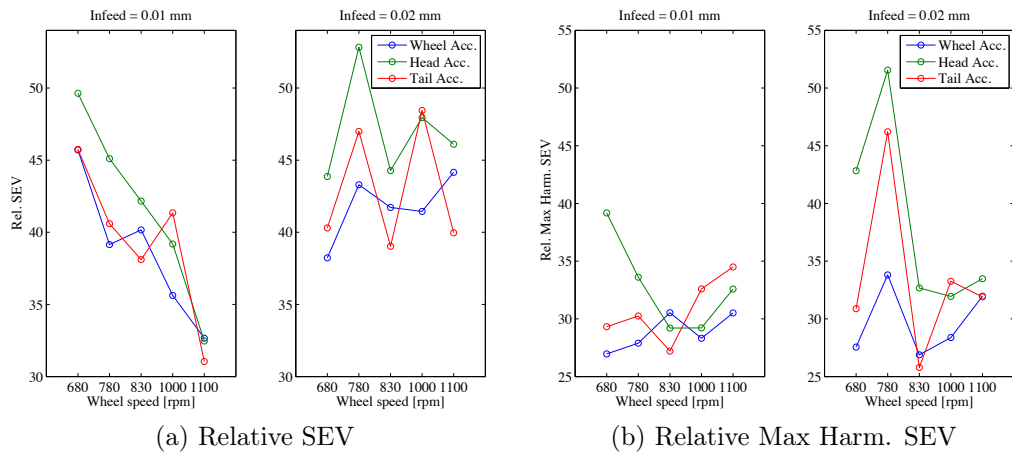 Infeed = 0.01 mm
Rel. SEV
50
45
40
35
30
680 780 830 1000 1100
Wheel speed [rpm]
Infeed = 0.02 mm
Wheel Acc.
Head Acc.
Tail Acc.
50
45
40
35
30
680 780 830 1000 1100
Wheel speed [rpm]
(a) Relative SEV
Infeed = 0.01 mm
Rel. Max Harm. SEV
55
50
45
40
35
30
25
680 780 830 1000 1100
Wheel speed [rpm]
Infeed = 0.02 mm
Wheel Acc.
Head Acc.
Tail Acc.
55
50
45
40
35
30
25
680 780 830 1000 1100
Wheel speed [rpm]
(b) Relative Max Harm. SEV